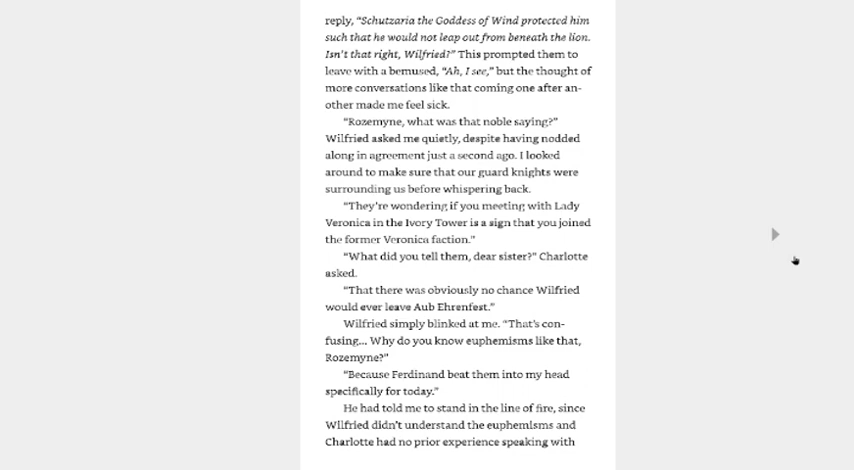 reply, “Schutzaria the Goddess of Wind protected him
such that he would not leap out from beneath the lion.
Isn’t that right, Wilfried?” This prompted them to
leave with a bemused, “Ah, I see,” but the thought of
more conversations like that coming one after an-
other made me feel sick.
“Rozemyne, what was that noble saying?”
Wilfried asked me quietly, despite having nodded
along in agreement just a second ago. I looked
around to make sure that our guard knights were
surrounding us before whispering back.
“They’re wondering if you meeting with Lady
Veronica in the Ivory Tower is a sign that you joined
the former Veronica faction.”
“What did you tell them, dear sister?” Charlotte
asked.
“That there was obviously no chance Wilfried
would ever leave Aub Ehrenfest.”
Wilfried simply blinked at me. “That’s con-
fusing... Why do you know euphemisms like that,
Rozemyne?”
“Because Ferdinand beat them into my head
specifically for today.”
He had told me to stand in the line of fire, since
Wilfried didn’t understand the euphemisms and
Charlotte had no prior experience speaking with